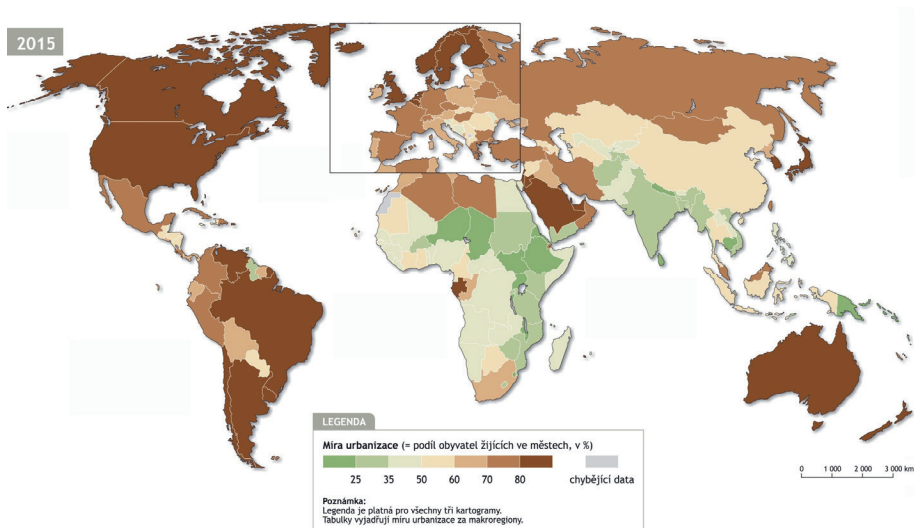 2015
LEGENDA
Míra urbanizace (= podíl obyvatel žijících ve městech, v %)
25 35 50 60 70 80
chybějící data
Poznámka:
Legenda je platná pro všechny tři kartogramy.
Tabulky vyjadřují míru urbanizace za makroregiony.
0 1 000 2 000 3 000 km